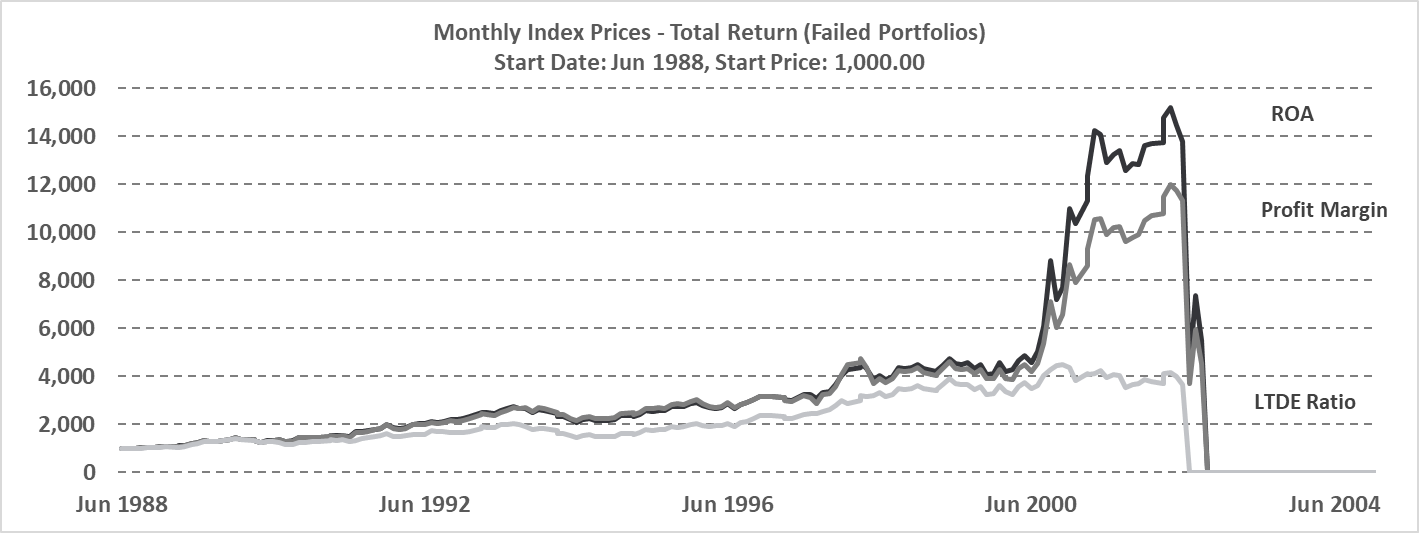 Monthly Index Prices - Total Return (Failed Portfolios)
Start Date: Jun 1988, Start Price: 1,000.00
16,000
14,000
12,000
10,000
8,000
6,000
4,000
2,000
0
ROA
Profit Margin
LTDE Ratio
Jun 1988
Jun 1992
Jun 1996
Jun 2000
Jun 2004